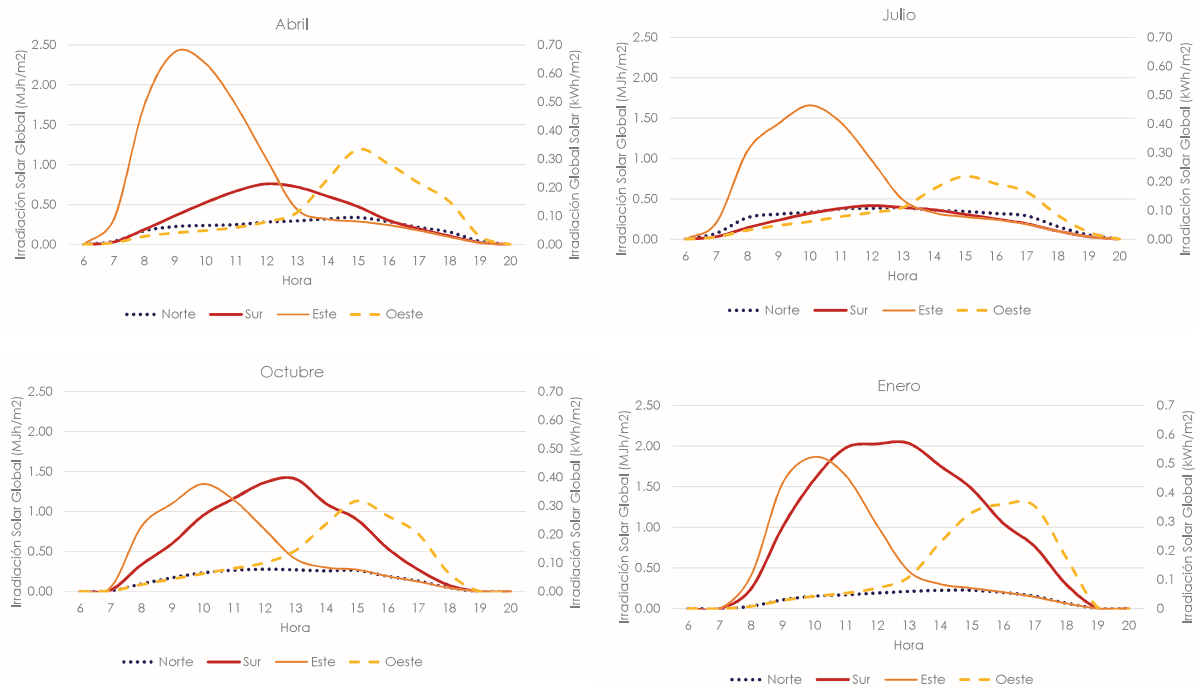 Abril
Irradiación Solar Global (MJh/m2)
2.50
2.00
1.50
1.00
0.50
0.00
0.70
0.60
0.50
0.40
0.30
0.20
0.10
0.00
Irradiación Global Solar (kWh/m2)
6 7 8 9 10 11 12 13 14 15 16 17 18 19 20
Hora
Norte Sur Este Oeste
Julio
Irradiación Solar Global (MJh/m2)
2.50
2.00
1.50
1.00
0.50
0.00
0.70
0.60
0.50
0.40
0.30
0.20
0.10
0.00
Irradiación Solar Global (kWh/m2)
6 7 8 9 10 11 12 13 14 15 16 17 18 19 20
Hora
Norte Sur Este Oeste
Octubre
Irradiación Solar Global (MJh/m2)
2.50
2.00
1.50
1.00
0.50
0.00
0.70
0.60
0.50
0.40
0.30
0.20
0.10
0.00
Irradiación Solar Global (kWh/m2)
6 7 8 9 10 11 12 13 14 15 16 17 18 19 20
Hora
Norte Sur Este Oeste
Enero
Irradiación Solar Global (MJh/m2)
2.50
2.00
1.50
1.00
0.50
0.00
0.7
0.6
0.5
0.4
0.3
0.2
0.1
0
Irradiación Solar Global (kWh/m2)
6 7 8 9 10 11 12 13 14 15 16 17 18 19 20
Hora
Norte Sur Este Oeste